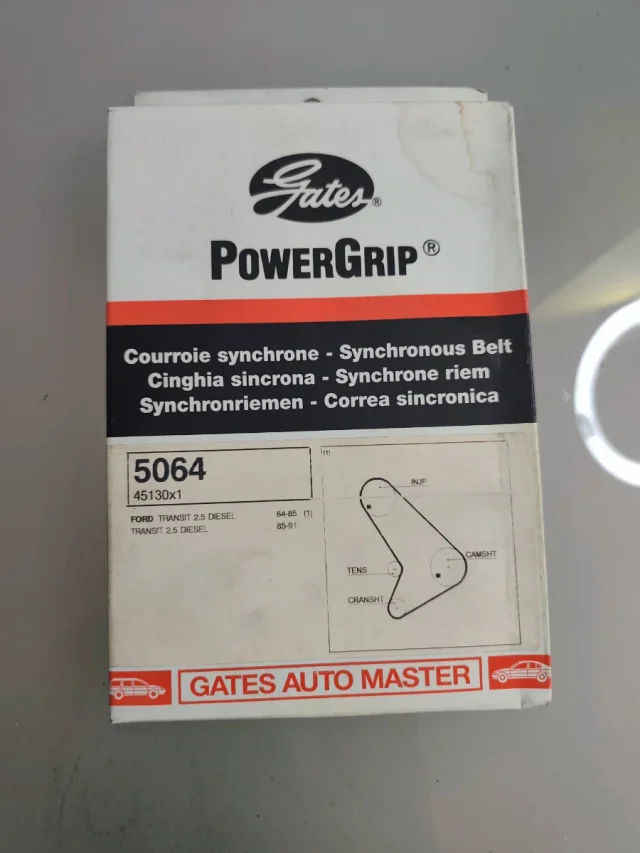 Gates®
POWERGRIP®
Courroie synchrone - Synchronous Belt
Cinghia sincrona - Synchrone riem
Synchronriemen - Correa sincronica
5064
45130x1
FORD TRANSIT 2.5 DIESEL 84-85 (1)
TRANSIT 2.5 DIESEL 85-91
(1)
INJP
CAMSHT
TENS
CRANSHT
GATES AUTO MASTER